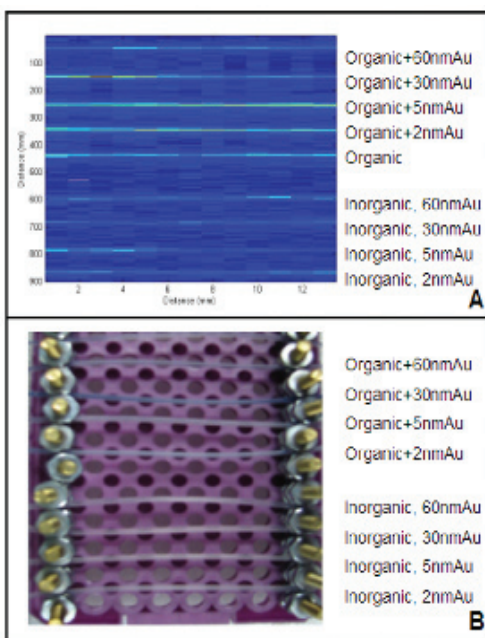 100
200
300
400
500
600
700
800
900
Distance (mm)
2 4 6 8 10 12
Distance (mm)
Organic+60nmAu
Organic+30nmAu
Organic+5nmAu
Organic+2nmAu
Organic
Inorganic, 60nmAu
Inorganic, 30nmAu
Inorganic, 5nmAu
Inorganic, 2nmAu
A
Organic+60nmAu
Organic+30nmAu
Organic+5nmAu
Organic+2nmAu
Inorganic, 60nmAu
Inorganic, 30nmAu
Inorganic, 5nmAu
Inorganic, 2nmAu
B